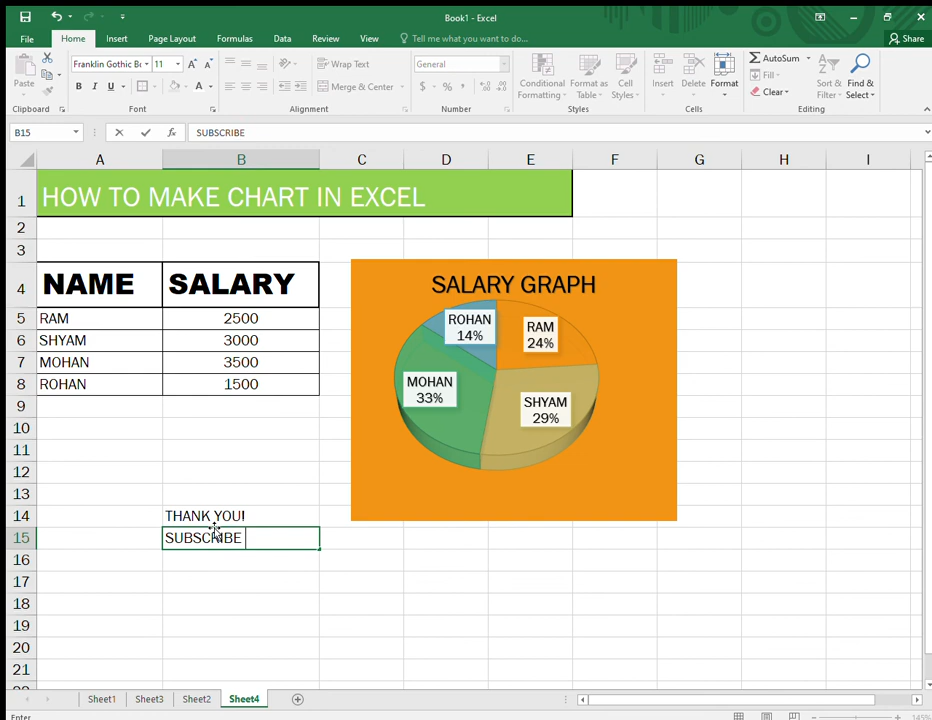 Book1 - Excel
File Home Insert Page Layout Formulas Data Review View Tell me what you want to do... Share
Paste
Franklin Gothic B 11
A A
B I U A
Wrap Text
Merge & Center
General
$ % ,
Conditional Formatting
Format as Table
Cell Styles
Insert Delete Format
AutoSum
Fill
Clear
Sort & Filter
Find & Select
Clipboard Font Alignment Number Styles Cells Editing
B15 fx SUBSCRIBE
A B C D E F G H I
1 HOW TO MAKE CHART IN EXCEL
2
3
4 NAME SALARY
5 RAM 2500
6 SHYAM 3000
7 MOHAN 3500
8 ROHAN 1500
9
10
11
12
13
14 THANK YOU!
15 SUBSCRIBE
16
17
18
19
20
21
SALARY GRAPH
ROHAN
14%
RAM
24%
MOHAN
33%
SHYAM
29%
Sheet1 Sheet3 Sheet2 Sheet4
Enter
145%